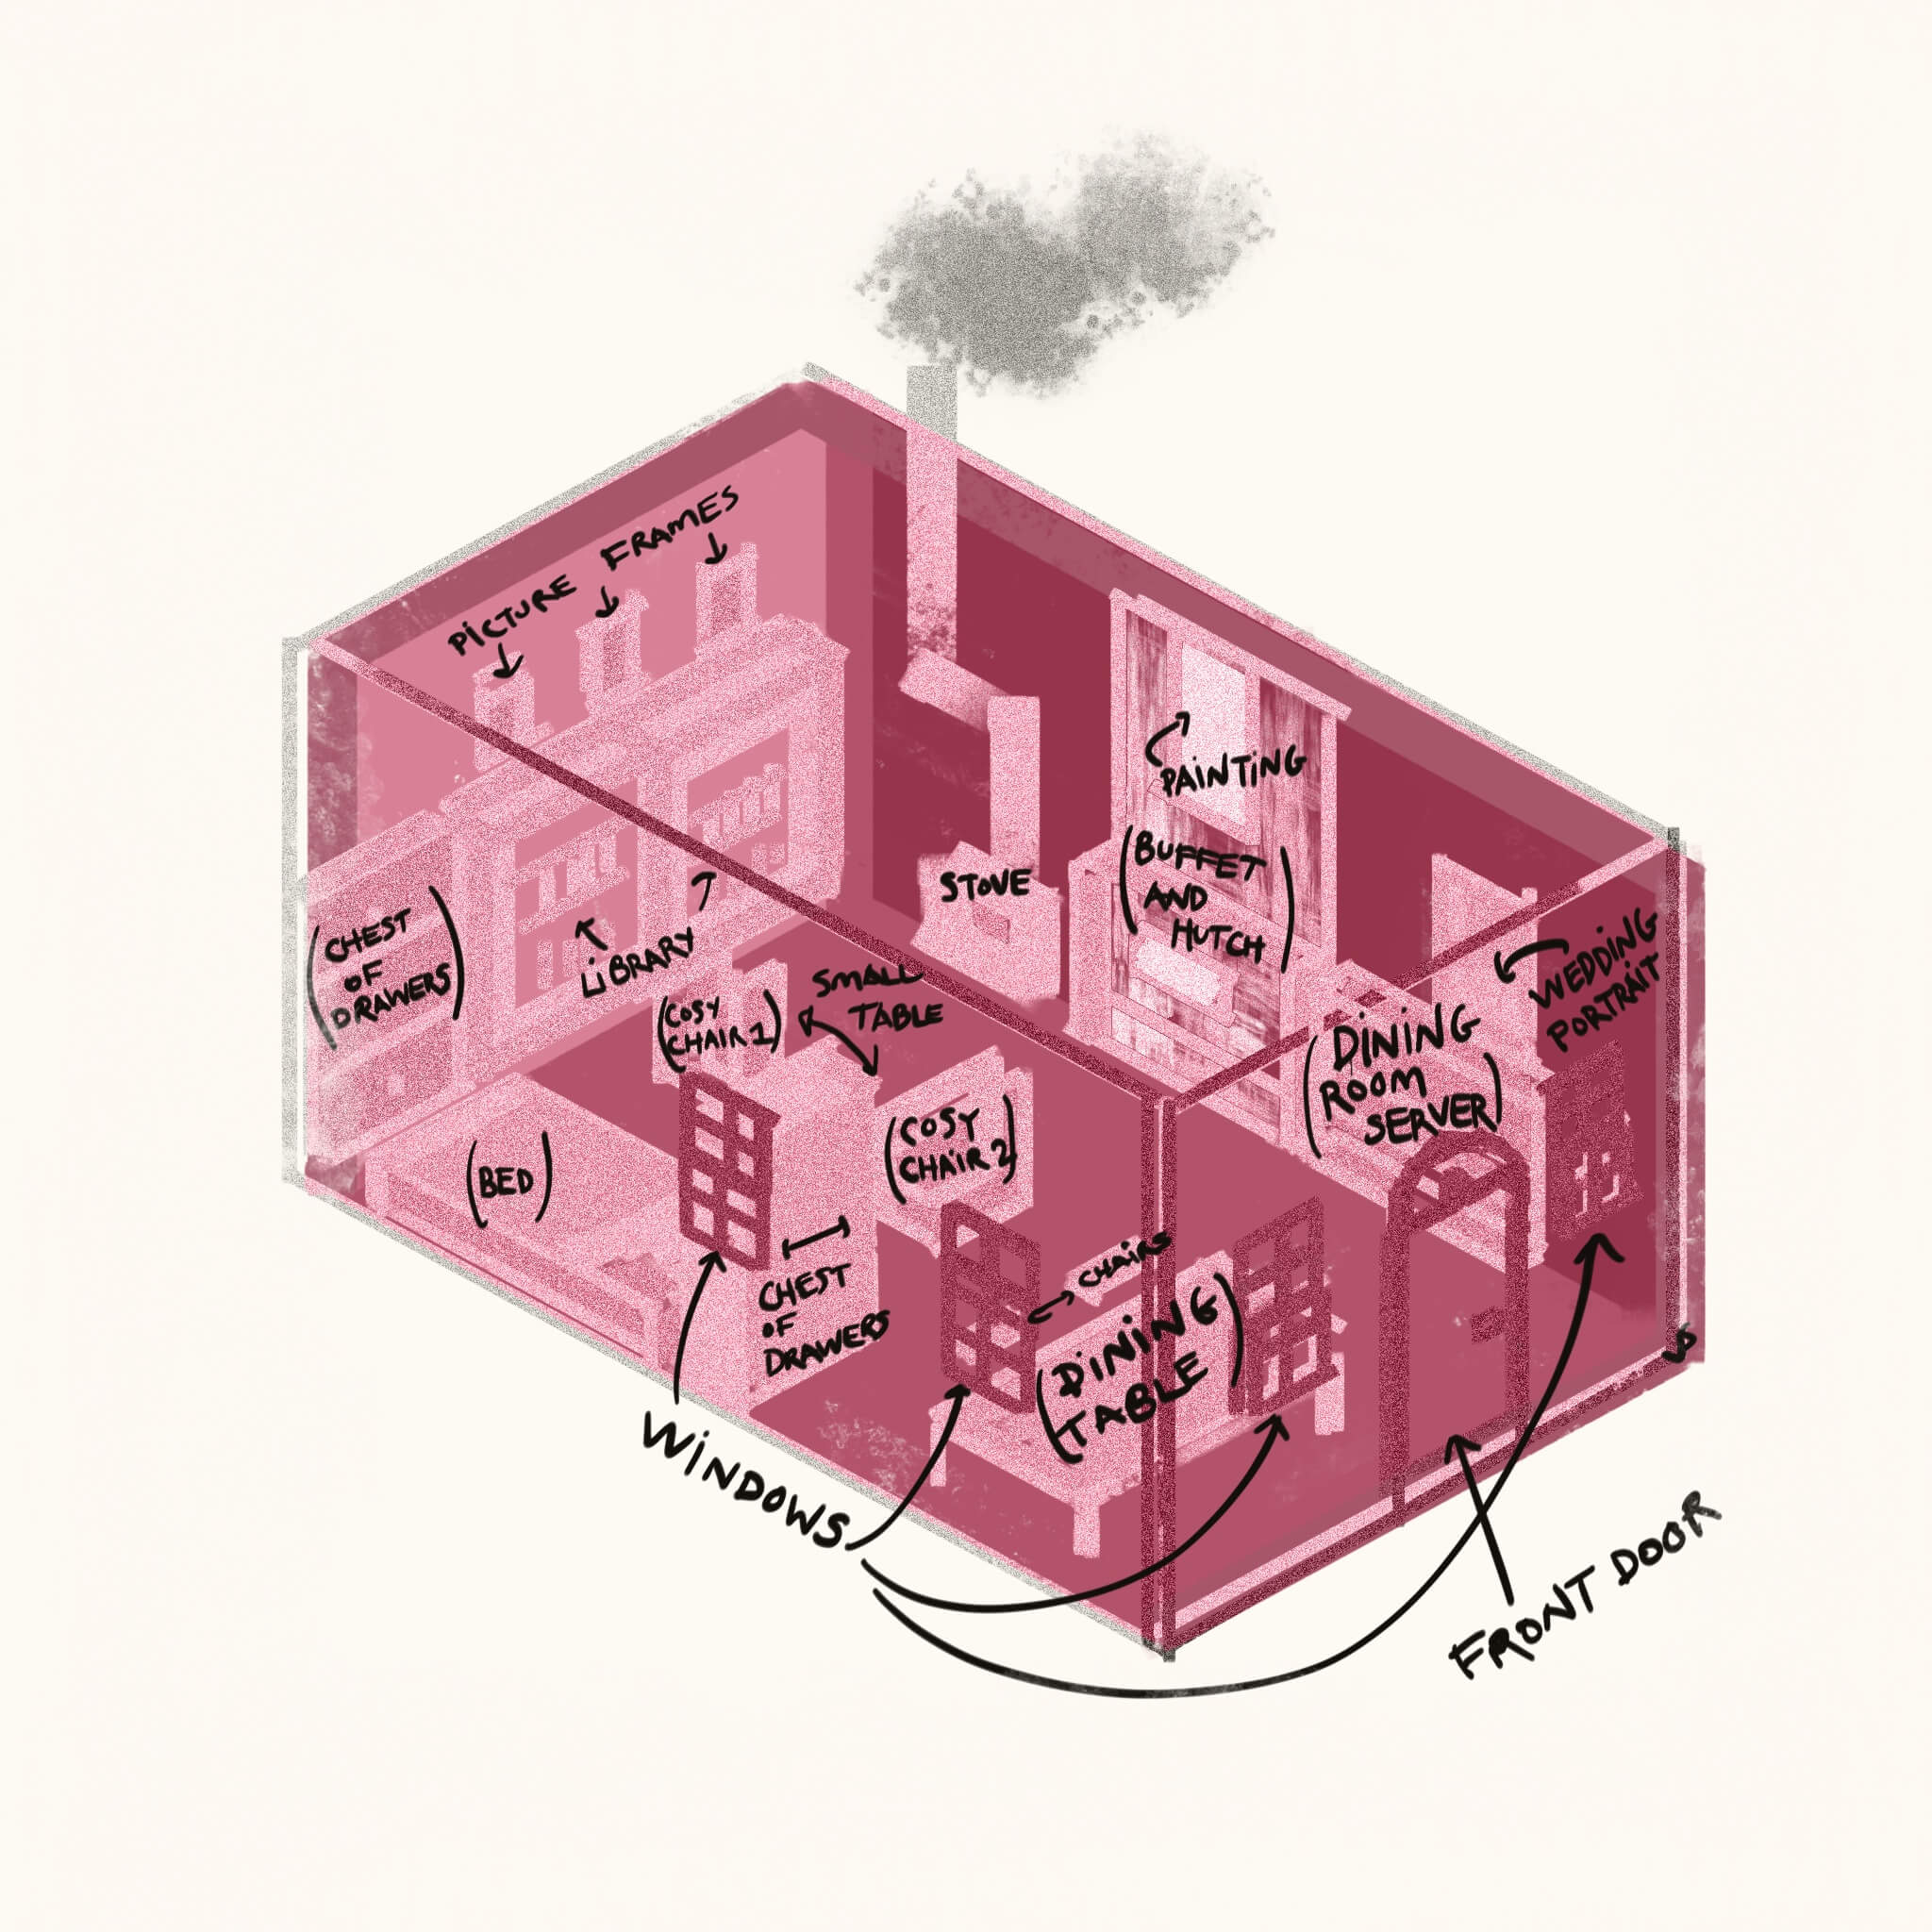 PICTURE FRAMES
PAINTING
STOVE
(BUFFET
AND
HUTCH)
(CHEST
OF
DRAWERS)
LIBRARY
(COSY
CHAIR 1)
SMALL
TABLE
WEDDING
PORTRAIT
(DINING
ROOM
SERVER)
(BED)
(COSY
CHAIR 2)
CHAIRS
CHEST
OF
DRAWERS
(DINING
TABLE)
WINDOWS
FRONT DOOR